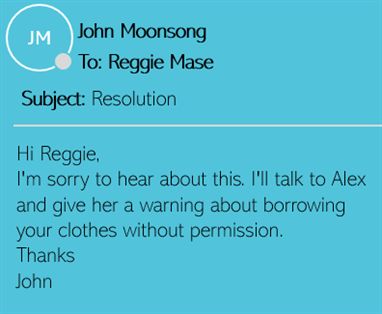 JM
John Moonsong
To: Reggie Mase
Subject: Resolution
Hi Reggie,
I'm sorry to hear about this. I'll talk to Alex
and give her a warning about borrowing
your clothes without permission.
Thanks
John